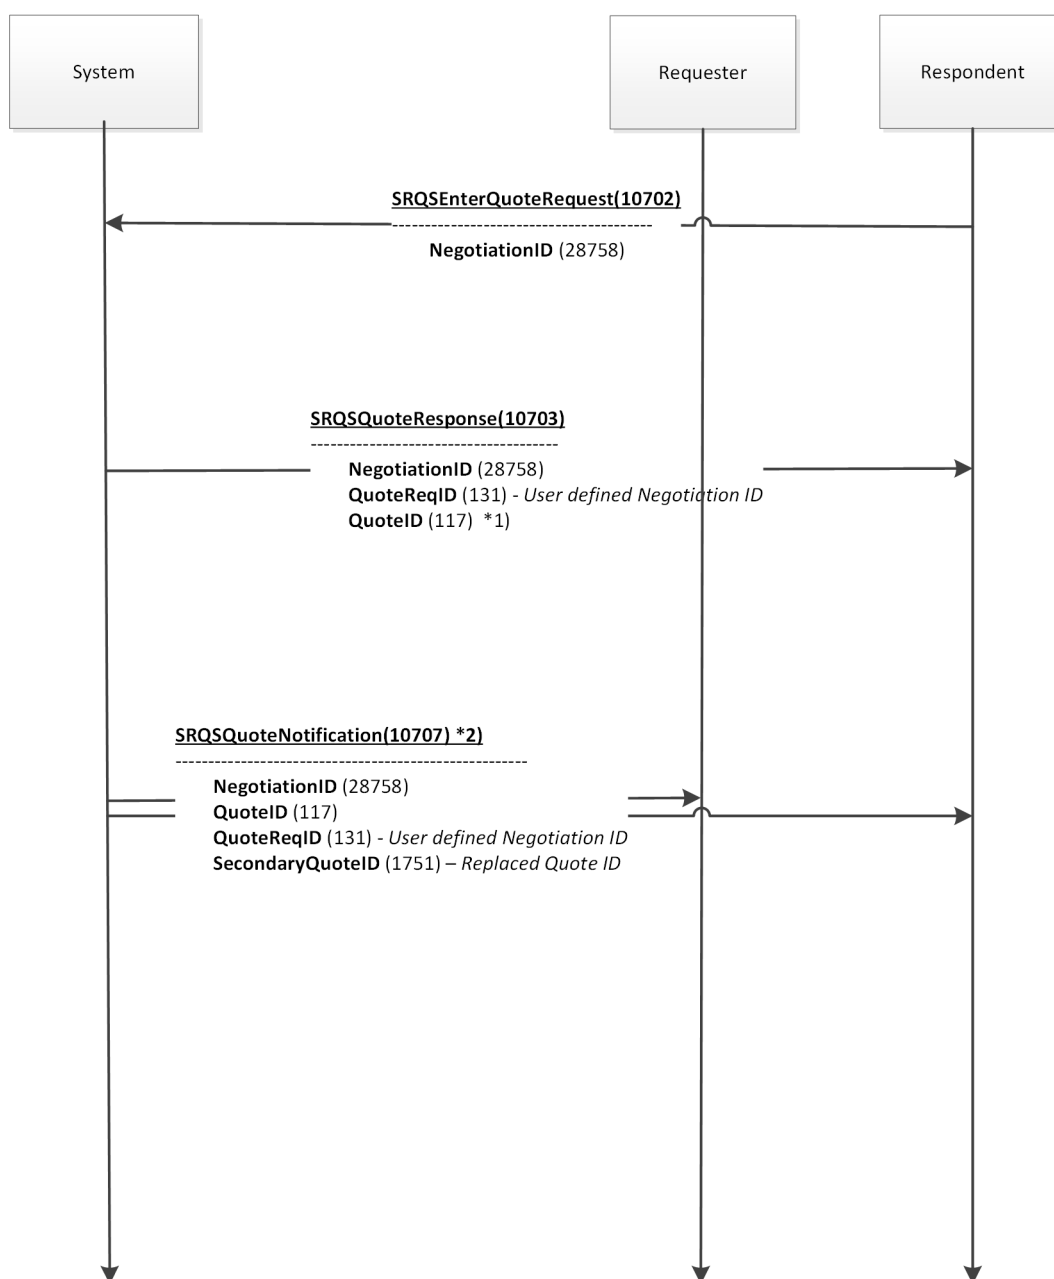 System
Requester
Respondent
SRQSEnterQuoteRequest(10702)
----------------------------------------
NegotiationID (28758)
SRQSQuoteResponse(10703)
--------------------------------------
NegotiationID (28758)
QuoteReqID (131) - User defined Negotiation ID
QuoteID (117)  *1)
SRQSQuoteNotification(10707) *2)
------------------------------------------------------
NegotiationID (28758)
QuoteID (117)
QuoteReqID (131) - User defined Negotiation ID
SecondaryQuoteID (1751) – Replaced Quote ID